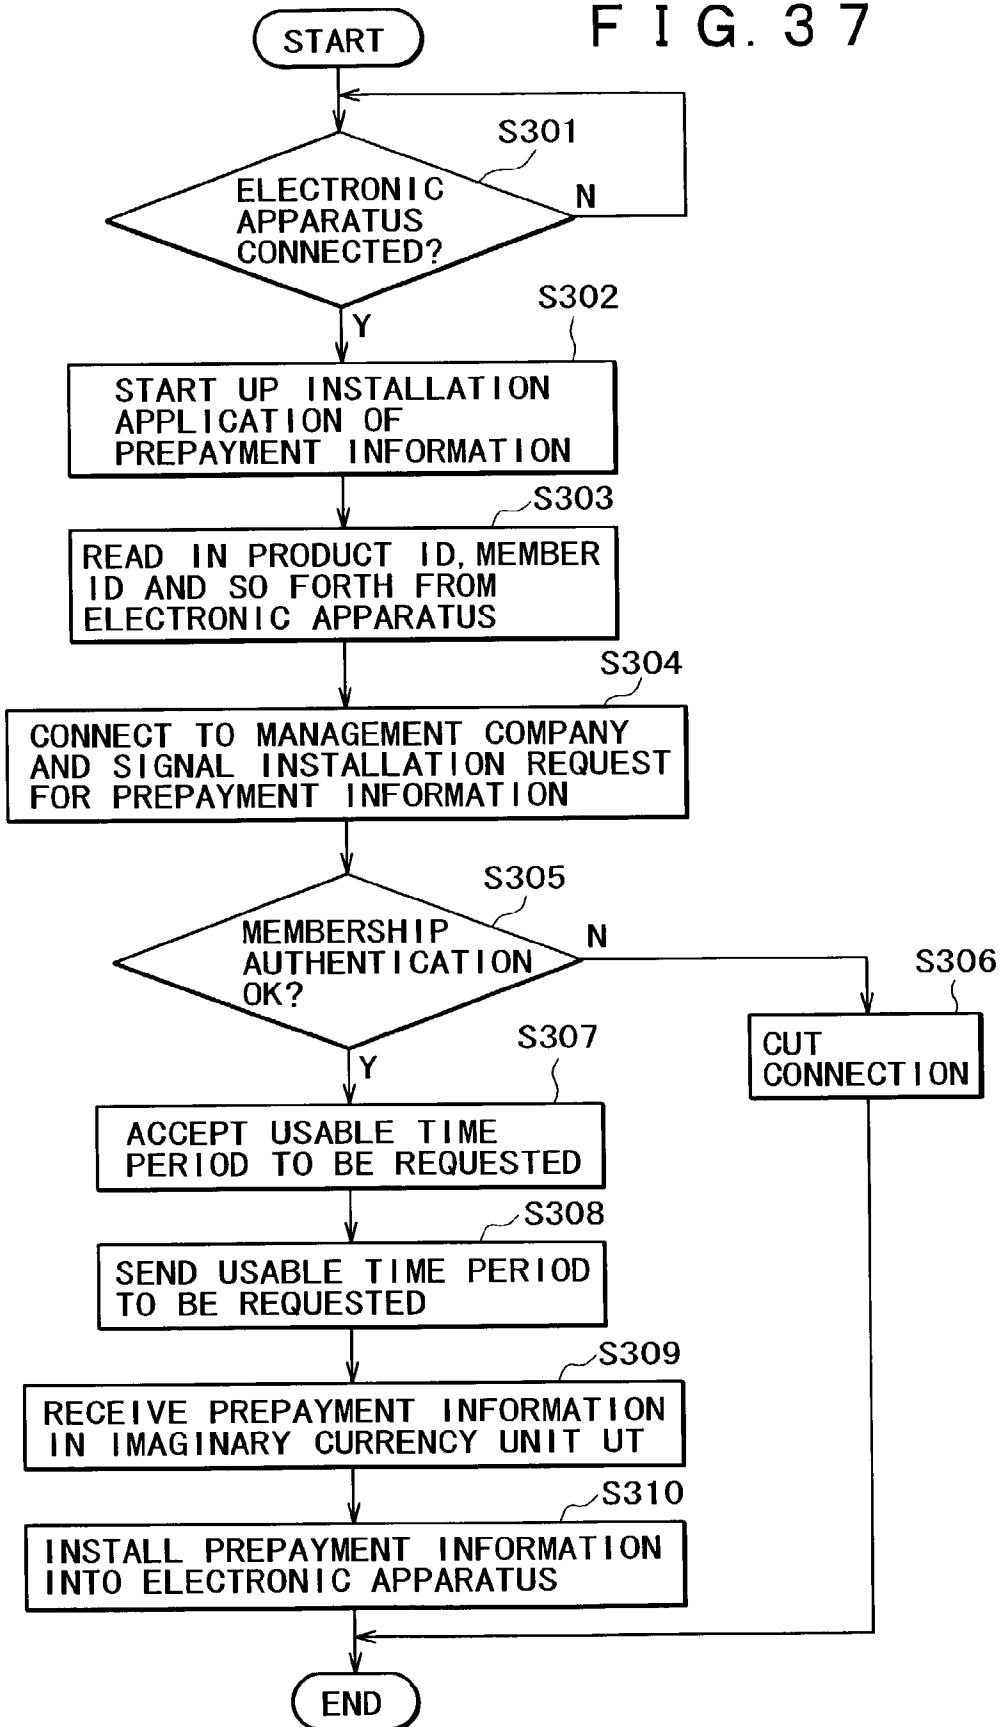 FIG. 37
START
S301
ELECTRONIC
APPARATUS
CONNECTED?
N
S302
Y
START UP INSTALLATION
APPLICATION OF
PREPAYMENT INFORMATION
S303
READ IN PRODUCT ID, MEMBER
ID AND SO FORTH FROM
ELECTRONIC APPARATUS
S304
CONNECT TO MANAGEMENT COMPANY
AND SIGNAL INSTALLATION REQUEST
FOR PREPAYMENT INFORMATION
S305
MEMBERSHIP
AUTHENTICATION
OK?
N
S306
CUT
CONNECTION
S307
Y
ACCEPT USABLE TIME
PERIOD TO BE REQUESTED
S308
SEND USABLE TIME PERIOD
TO BE REQUESTED
S309
RECEIVE PREPAYMENT INFORMATION
IN IMAGINARY CURRENCY UNIT UT
S310
INSTALL PREPAYMENT INFORMATION
INTO ELECTRONIC APPARATUS
END